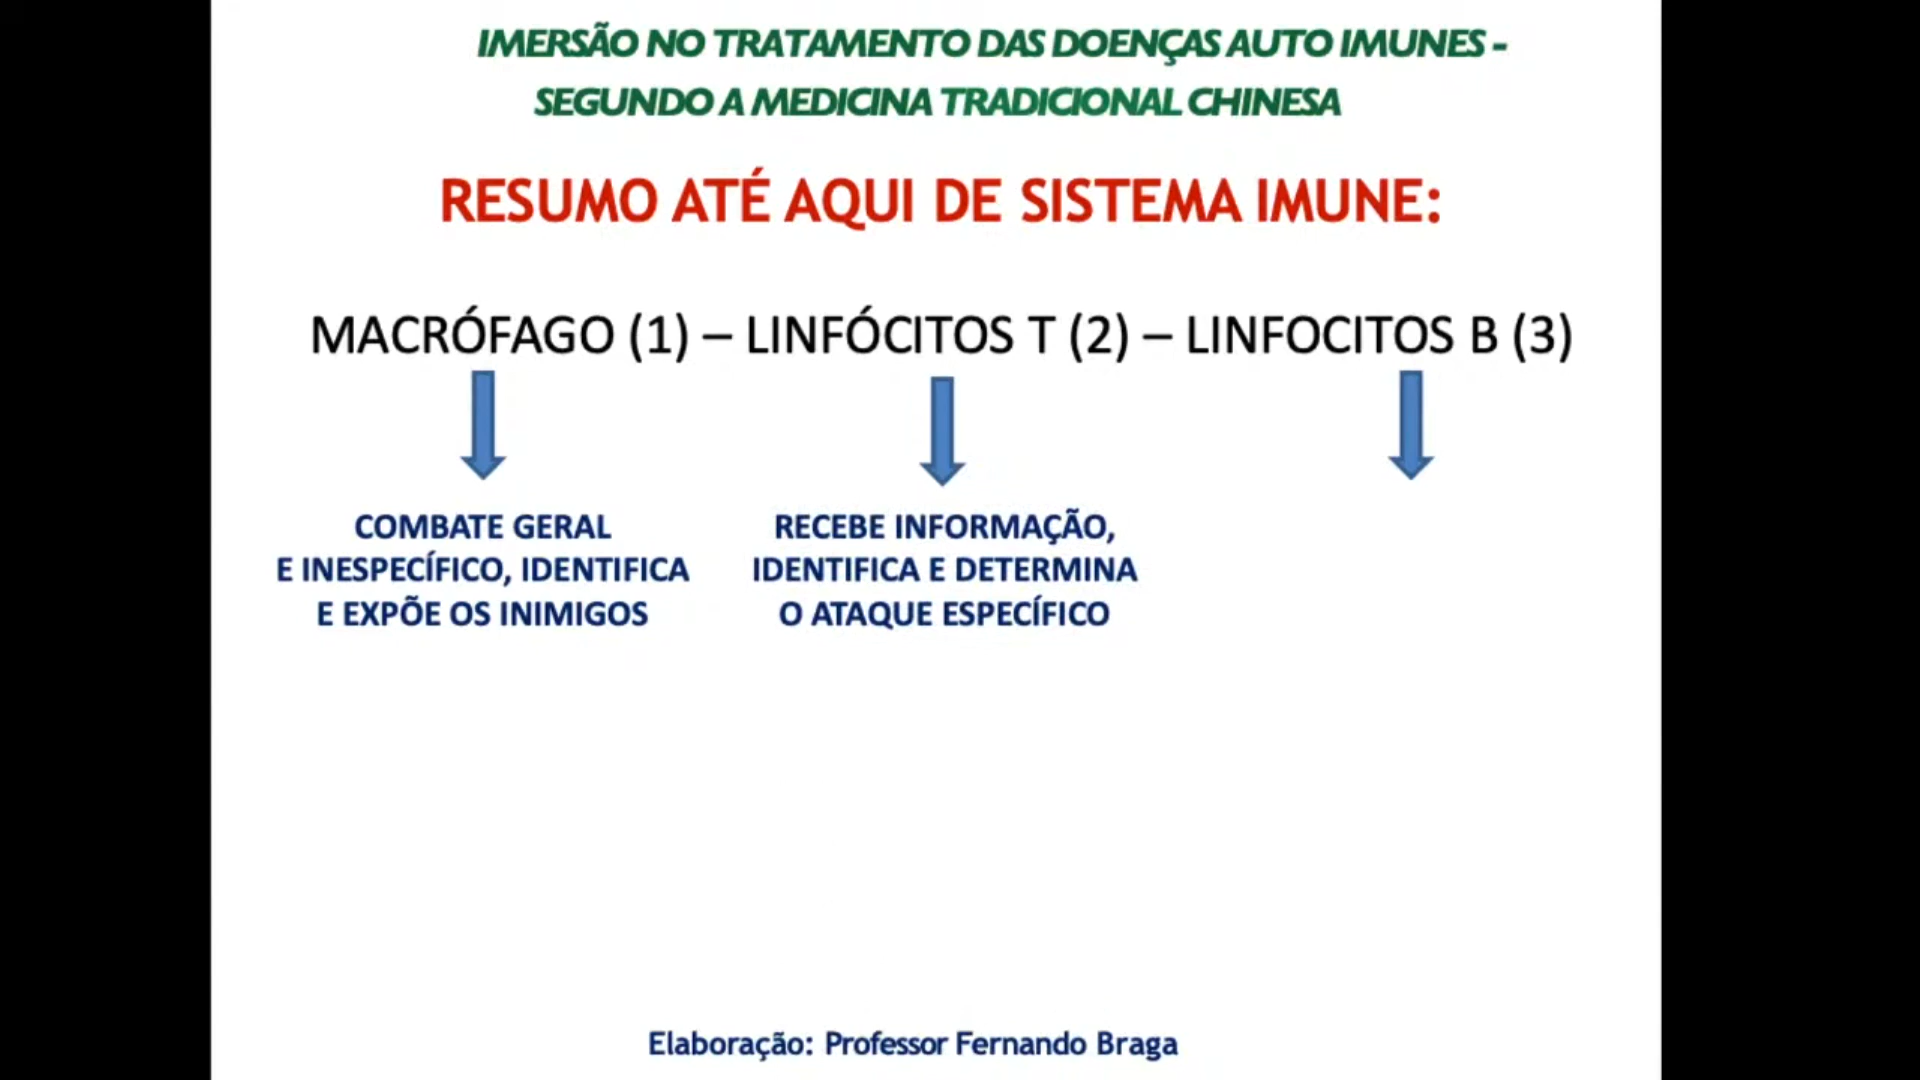 IMERSÃO NO TRATAMENTO DAS DOENÇAS AUTO IMUNES -
SEGUNDO A MEDICINA TRADICIONAL CHINESA
RESUMO ATÉ AQUI DE SISTEMA IMUNE:
MACRÓFAGO (1) – LINFÓCITOS T (2) – LINFOCITOS B (3)
COMBATE GERAL
E INESPECÍFICO, IDENTIFICA
E EXPÕE OS INIMIGOS
RECEBE INFORMAÇÃO,
IDENTIFICA E DETERMINA
O ATAQUE ESPECÍFICO
Elaboração: Professor Fernando Braga